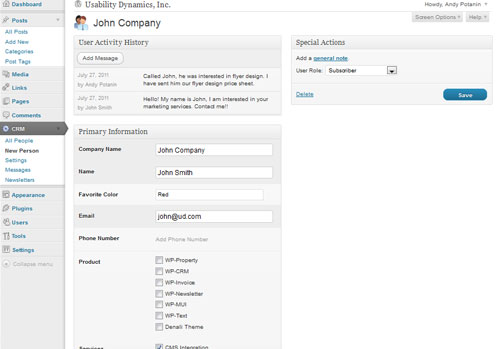 Dashboard
Posts
All Posts
Add New
Categories
Post Tags
Media
Links
Pages
Comments
CRM
All People
New Person
Settings
Messages
Newsletters
Appearance
Plugins
Users
Tools
Settings
Collapse menu
Usability Dynamics, Inc.
Howdy, Andy Potanin
Screen Options
Help
John Company
User Activity History
Add Message
July 27, 2011
by Andy Potanin
Called John, he was interested in flyer design. I
have sent him our flyer design price sheet.
July 27, 2011
by John Smith
Hello! My name is John, I am interested in your
marketing services. Contact me!!
Primary Information
Company Name
John Company
Name
John Smith
Favorite Color
Red
Email
john@ud.com
Phone Number
Add Phone Number
Product
WP-Property
WP-CRM
WP-Invoice
WP-Newsletter
WP-MUI
WP-Text
Denali Theme
Services
CMS Integration
Special Actions
Add a general note.
User Role: Subscriber
Delete
Save